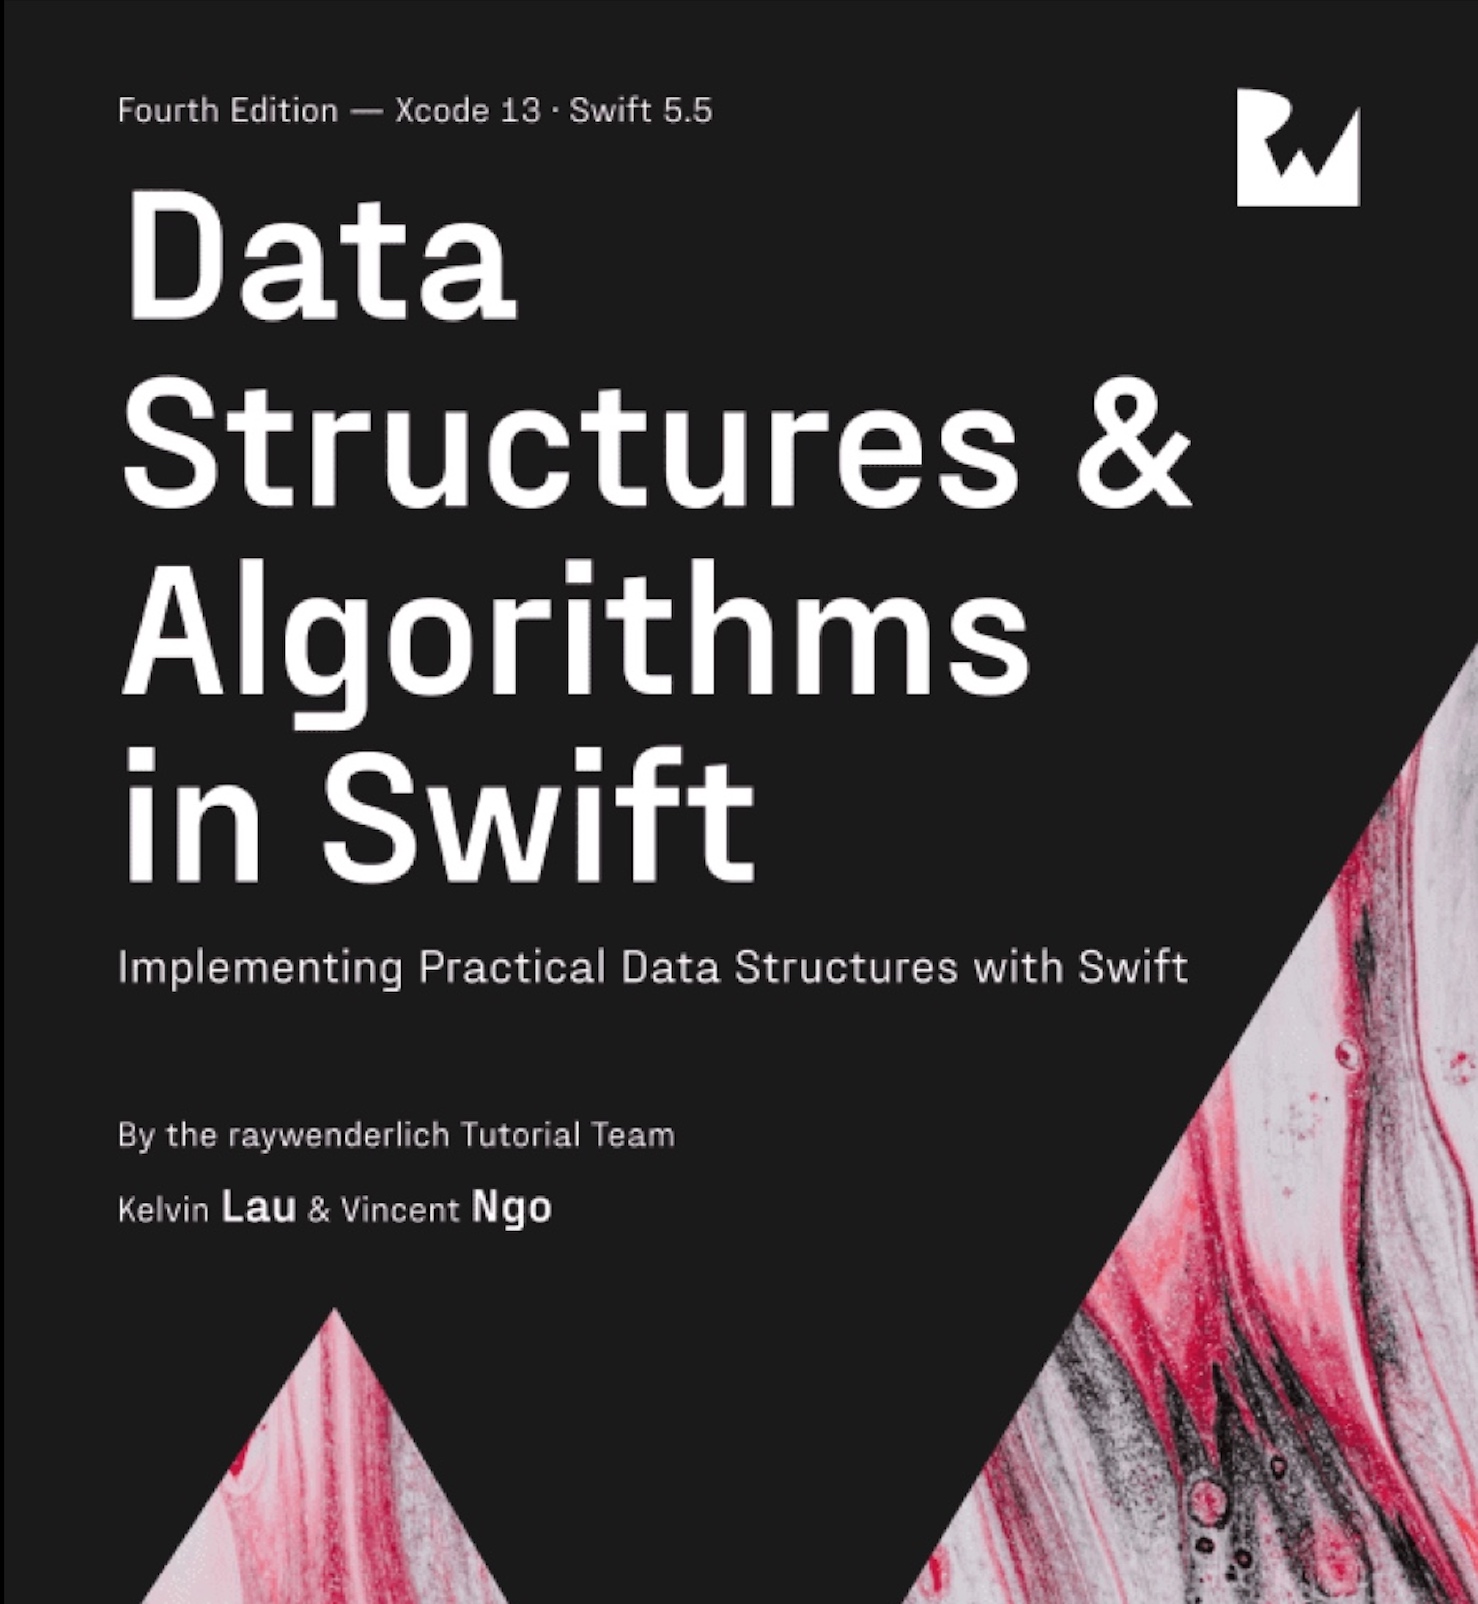 Fourth Edition — Xcode 13 · Swift 5.5
RW
Data
Structures &
Algorithms
in Swift
Implementing Practical Data Structures with Swift
By the raywenderlich Tutorial Team
Kelvin Lau & Vincent Ngo